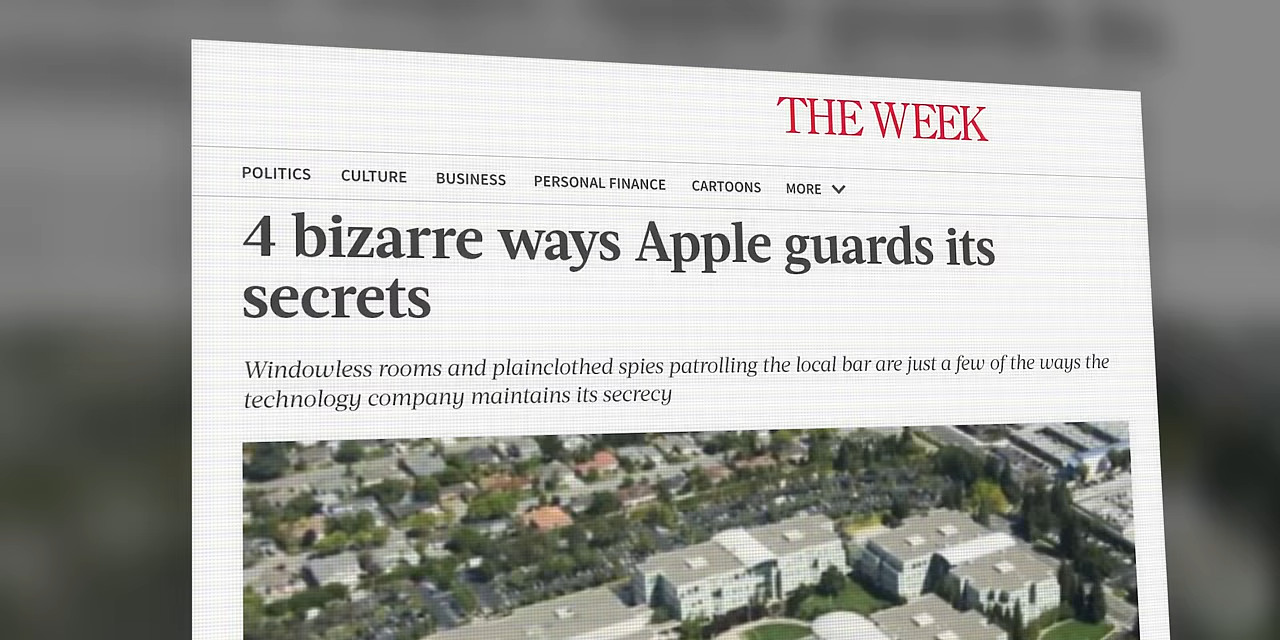 THE WEEK
POLITICS CULTURE BUSINESS PERSONAL FINANCE CARTOONS MORE
4 bizarre ways Apple guards its
secrets
Windowless rooms and plainclothed spies patrolling the local bar are just a few of the ways the
technology company maintains its secrecy